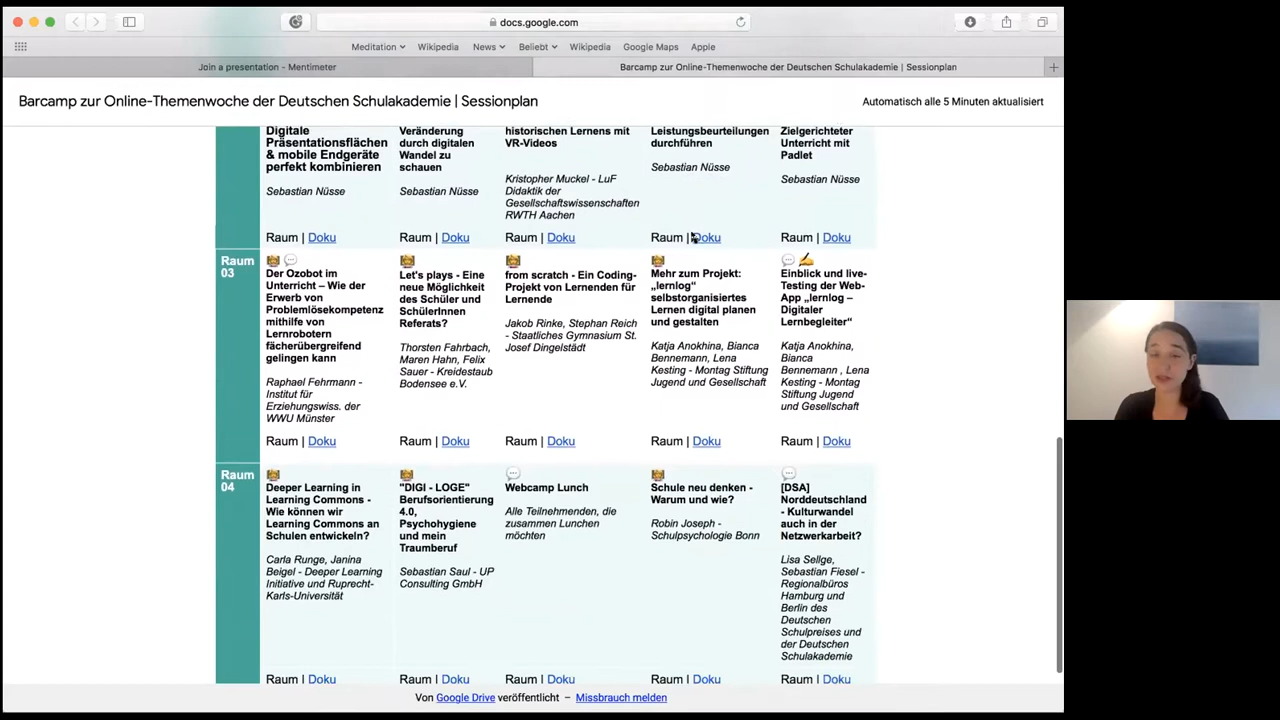 docs.google.com
Meditation
Wikipedia
News
Beliebt
Wikipedia
Google Maps
Apple
Join a presentation - Mentimeter
Barcamp zur Online-Themenwoche der Deutschen Schulakademie | Sessionplan
Barcamp zur Online-Themenwoche der Deutschen Schulakademie | Sessionplan
Automatisch alle 5 Minuten aktualisiert
Digitale
Präsentationsflächen
& mobile Endgeräte
perfekt kombinieren
Sebastian Nüsse
Raum | Doku
Veränderung
durch digitalen
Wandel zu
schauen
Sebastian Nüsse
Raum | Doku
historischen Lernens mit
VR-Videos
Kristopher Muckel - LuF
Didaktik der
Gesellschaftswissenschaften
RWTH Aachen
Raum | Doku
Leistungsbeurteilungen
durchführen
Sebastian Nüsse
Raum | Doku
Zielgerichteter
Unterricht mit
Padlet
Sebastian Nüsse
Raum | Doku
Raum
03
Der Ozobot im
Unterricht – Wie der
Erwerb von
Problemlösekompetenz
mithilfe von
Lernrobotern
fächerübergreifend
gelingen kann
Raphael Fehrmann -
Institut für
Erziehungswiss. der
WWU Münster
Raum | Doku
Let's plays - Eine
neue Möglichkeit
des Schüler und
SchülerInnen
Referats?
Thorsten Fahrbach,
Maren Hahn, Felix
Sauer - Kreidestaub
Bodensee e.V.
Raum | Doku
from scratch - Ein Coding-
Projekt von Lernenden für
Lernende
Jakob Rinke, Stephan Reich
- Staatliches Gymnasium St.
Josef Dingelstädt
Raum | Doku
Mehr zum Projekt:
„lernlog“
selbstorganisiertes
Lernen digital planen
und gestalten
Katja Anokhina, Bianca
Bennemann, Lena
Kesting - Montag Stiftung
Jugend und Gesellschaft
Raum | Doku
Einblick und live-
Testing der Web-
App „lernlog –
Digitaler
Lernbegleiter“
Katja Anokhina,
Bianca
Bennemann , Lena
Kesting - Montag
Stiftung Jugend
und Gesellschaft
Raum | Doku
Raum
04
Deeper Learning in
Learning Commons -
Wie können wir
Learning Commons an
Schulen entwickeln?
Carla Runge, Janina
Beigel - Deeper Learning
Initiative und Ruprecht-
Karls-Universität
Raum | Doku
"DIGI - LOGE"
Berufsorientierung
4.0,
Psychohygiene
und mein
Traumberuf
Sebastian Saul - UP
Consulting GmbH
Raum | Doku
Webcamp Lunch
Alle Teilnehmenden, die
zusammen Lunchen
möchten
Raum | Doku
Schule neu denken -
Warum und wie?
Robin Joseph -
Schulpsychologie Bonn
Raum | Doku
[DSA]
Norddeutschland
- Kulturwandel
auch in der
Netzwerkarbeit?
Lisa Sellge,
Sebastian Fiesel -
Regionalbüros
Hamburg und
Berlin des
Deutschen
Schulpreises und
der Deutschen
Schulakademie
Raum | Doku
Von Google Drive veröffentlicht – Missbrauch melden